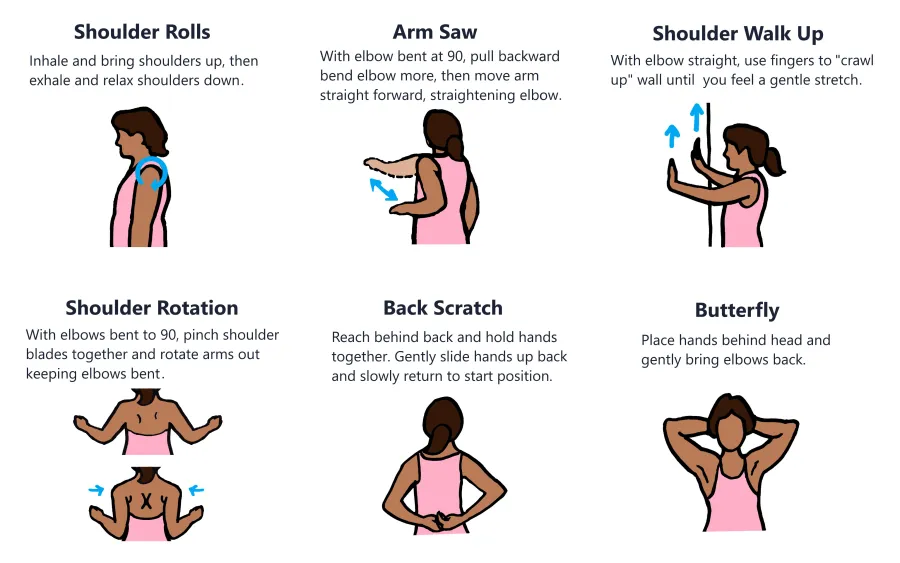 Shoulder Rolls
Inhale and bring shoulders up, then
exhale and relax shoulders down.
Arm Saw
With elbow bent at 90, pull backward
bend elbow more, then move arm
straight forward, straightening elbow.
Shoulder Walk Up
With elbow straight, use fingers to "crawl
up" wall until you feel a gentle stretch.
Shoulder Rotation
With elbows bent to 90, pinch shoulder
blades together and rotate arms out
keeping elbows bent.
Back Scratch
Reach behind back and hold hands
together. Gently slide hands up back
and slowly return to start position.
Butterfly
Place hands behind head and
gently bring elbows back.